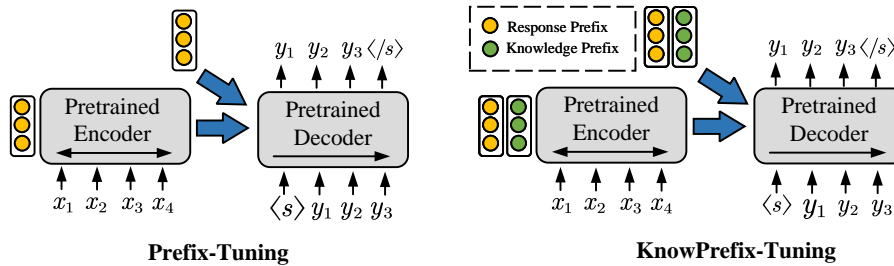 y1 y2 y3 ⟨/s⟩
Pretrained
Encoder
Pretrained
Decoder
x1 x2 x3 x4
⟨s⟩ y1 y2 y3
Prefix-Tuning
Response Prefix
Knowledge Prefix
y1 y2 y3 ⟨/s⟩
Pretrained
Encoder
Pretrained
Decoder
x1 x2 x3 x4
⟨s⟩ y1 y2 y3
KnowPrefix-Tuning